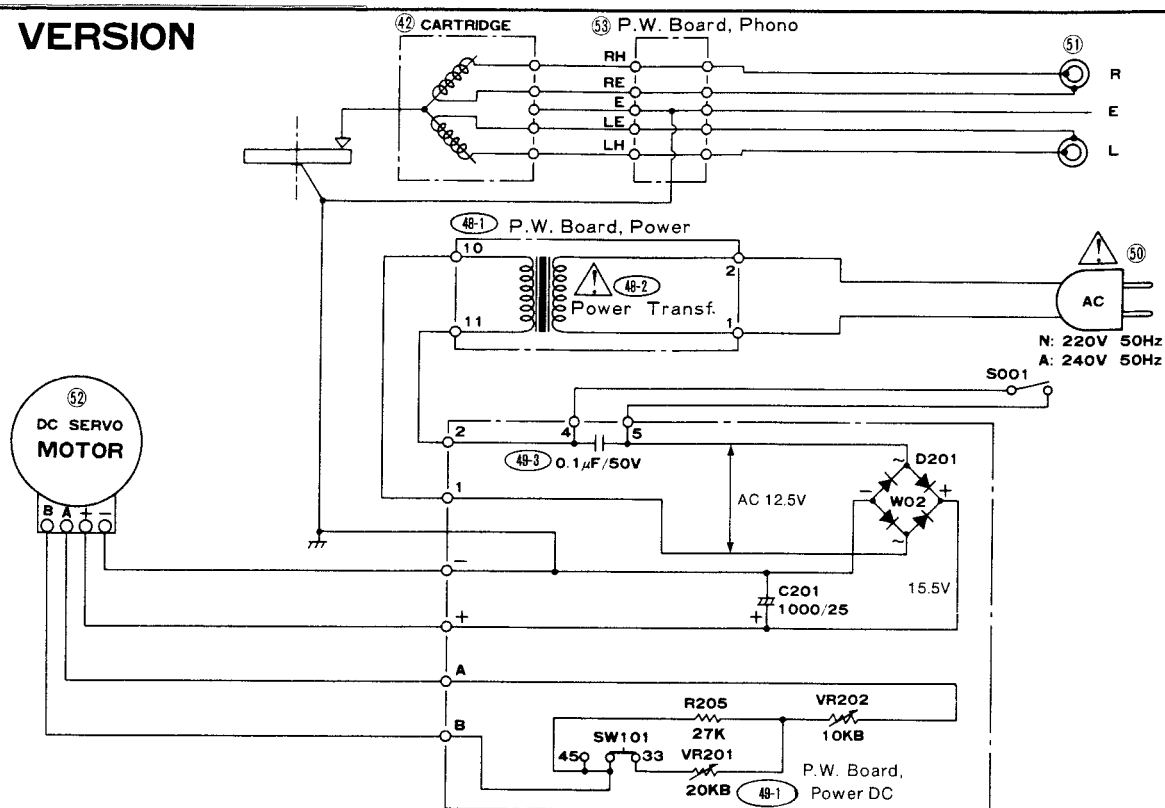 VERSION
42 CARTRIDGE
53 P.W. Board, Phono
51
RH
R
RE
E
E
LE
LH
L
48-1 P.W. Board, Power
10
2
48-2
Power Transf.
11
1
50
AC
N: 220V 50Hz
A: 240V 50Hz
S001
52
DC SERVO
MOTOR
B A + −
2
4
5
49-3 0.1μF/50V
D201
1
AC 12.5V
− W02 +
~
~
−
15.5V
C201
1000/25
+
+
A
B
R205
27K
VR202
10KB
SW101
45
33
VR201
20KB
P.W. Board,
49-1 Power DC